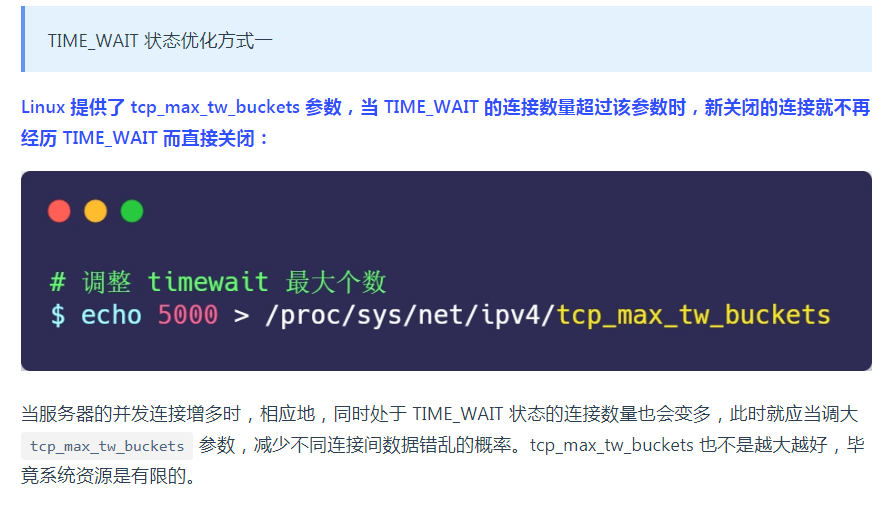 TIME_WAIT 状态优化方式一
Linux 提供了 tcp_max_tw_buckets 参数，当 TIME_WAIT 的连接数量超过该参数时，新关闭的连接就不再
经历 TIME_WAIT 而直接关闭：
# 调整 timewait 最大个数
$ echo 5000 > /proc/sys/net/ipv4/tcp_max_tw_buckets
当服务器的并发连接增多时，相应地，同时处于 TIME_WAIT 状态的连接数量也会变多，此时就应当调大
tcp_max_tw_buckets 参数，减少不同连接间数据错乱的概率。tcp_max_tw_buckets 也不是越大越好，毕
竟系统资源是有限的。